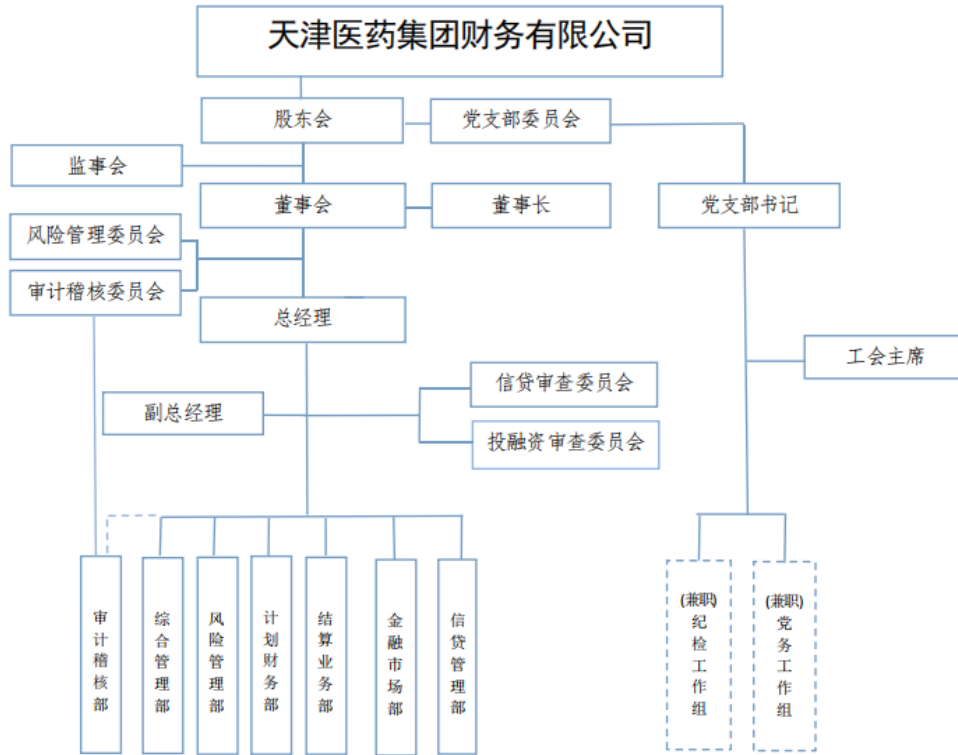 天津医药集团财务有限公司
股东会
党支部委员会
监事会
董事会
董事长
党支部书记
风险管理委员会
审计稽核委员会
总经理
工会主席
信贷审查委员会
副总经理
投融资审查委员会
审计稽核部
综合管理部
风险管理部
计划财务部
结算业务部
金融市场部
信贷管理部
(兼职)纪检工作组
(兼职)党务工作组